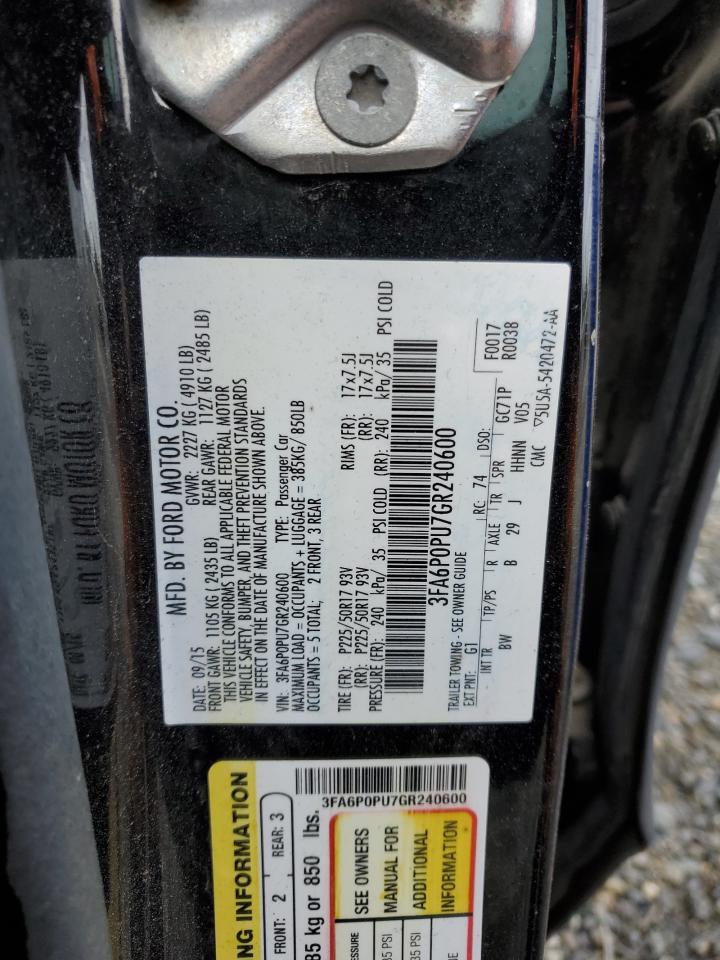 MFD. BY FORD MOTOR CO.
DATE: 09/15 GVWR: 2227 KG ( 4910 LB)
FRONT GAWR: 1105 KG ( 2435 LB) REAR GAWR: 1127 KG ( 2485 LB)
THIS VEHICLE CONFORMS TO ALL APPLICABLE FEDERAL MOTOR
VEHICLE SAFETY, BUMPER, AND THEFT PREVENTION STANDARDS
IN EFFECT ON THE DATE OF MANUFACTURE SHOWN ABOVE.
VIN: 3FA6P0PU7GR240600 TYPE: Passenger Car
MAXIMUM LOAD = OCCUPANTS + LUGGAGE = 385KG/ 850LB
OCCUPANTS = 5 TOTAL; 2 FRONT, 3 REAR
TIRE (FR): P225/50R17 93V RIMS (FR): 17x7.5J
(RR): P225/50R17 93V (RR): 17x7.5J
PRESSURE (FR): 240 kPa/ 35 PSI COLD (RR): 240 kPa/ 35 PSI COLD
3FA6P0PU7GR240600
TRAILER TOWING - SEE OWNER GUIDE
EXT PNT: G1 RC: 74 DSO: F0017
R0038
INT TR TP/PS R AXLE TR SPR GC71P
BW B 29 J HHNN V05
CMC ▽5U5A-5420472-AA
NG INFORMATION
FRONT: 2 REAR: 3
85 kg or 850 lbs.
3FA6P0PU7GR240600
SEE OWNERS
MANUAL FOR
ADDITIONAL
INFORMATION
PRESSURE
35 PSI
35 PSI